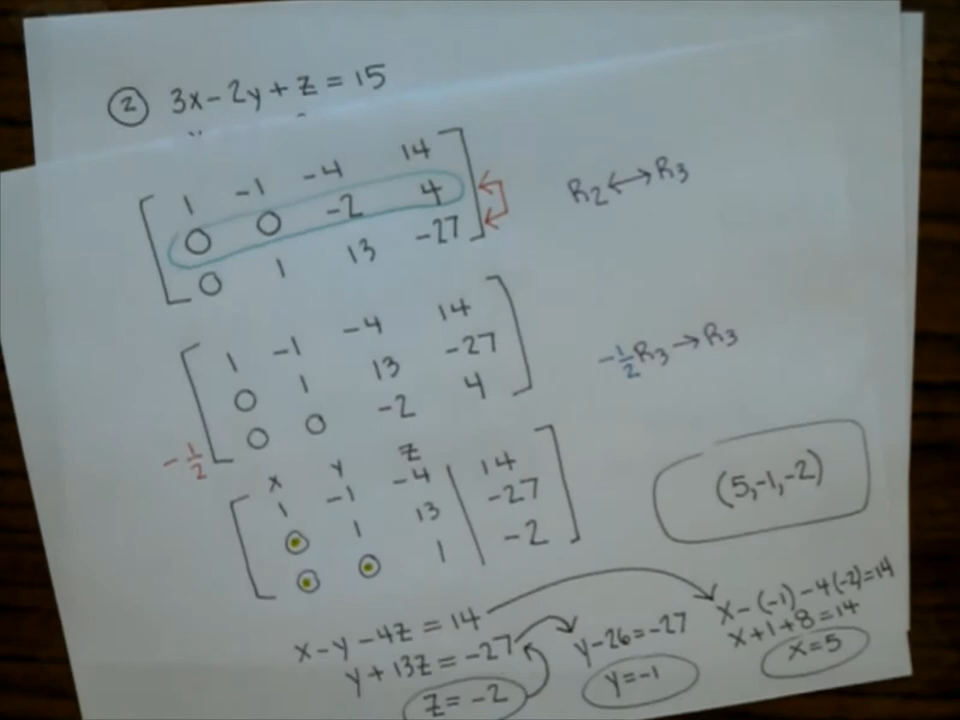 ② 3x-2y+z=15
1 -1 -4 14
0 0 -2 4
0 1 13 -27
R₂↔R₃
1 -1 -4 14
0 1 13 -27
0 0 -2 4
-1/2
-1/2R₃→R₃
x y z
1 -1 -4 | 14
0 1 13 | -27
0 0 1 | -2
(5,-1,-2)
x-y-4z=14
y+13z=-27
z=-2
y-26=-27
y=-1
x-(-1)-4(-2)=14
x+1+8=14
x=5